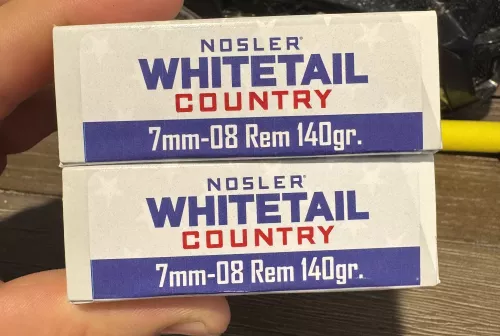 NOSLER®
WHITETAIL
COUNTRY
7mm-08 Rem 140gr.
NOSLER®
WHITETAIL
COUNTRY
7mm-08 Rem 140gr.